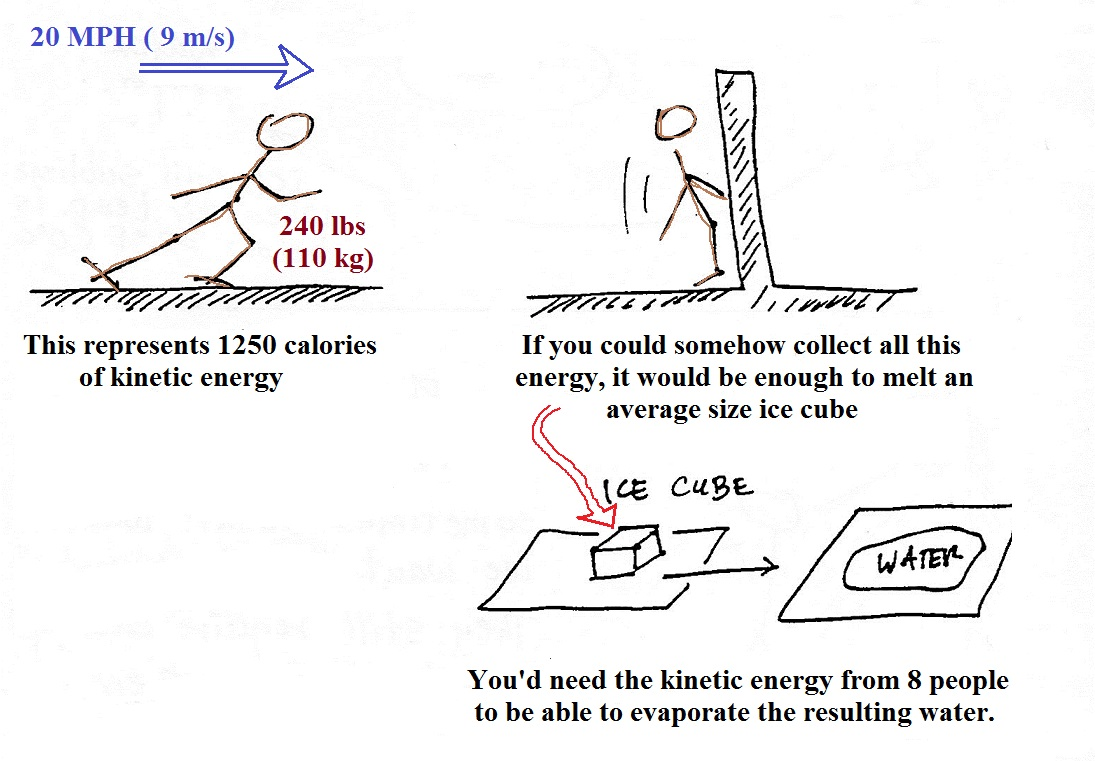 20 MPH ( 9 m/s)
240 lbs
(110 kg)
This represents 1250 calories
of kinetic energy
If you could somehow collect all this
energy, it would be enough to melt an
average size ice cube
ICE CUBE
WATER
You'd need the kinetic energy from 8 people
to be able to evaporate the resulting water.